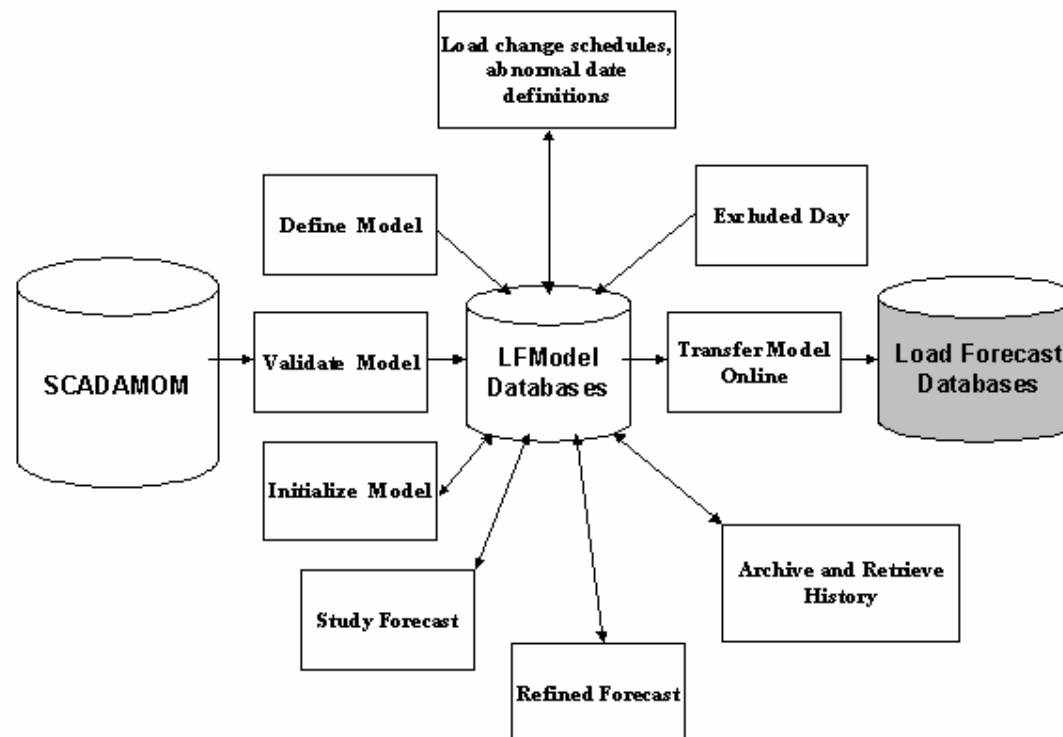 Load change schedules,
abnormal date
definitions
Define Model
Excluded Day
SCADAMOM
Validate Model
LFModel
Databases
Transfer Model
Online
Load Forecast
Databases
Initialize Model
Study Forecast
Archive and Retrieve
History
Refined Forecast